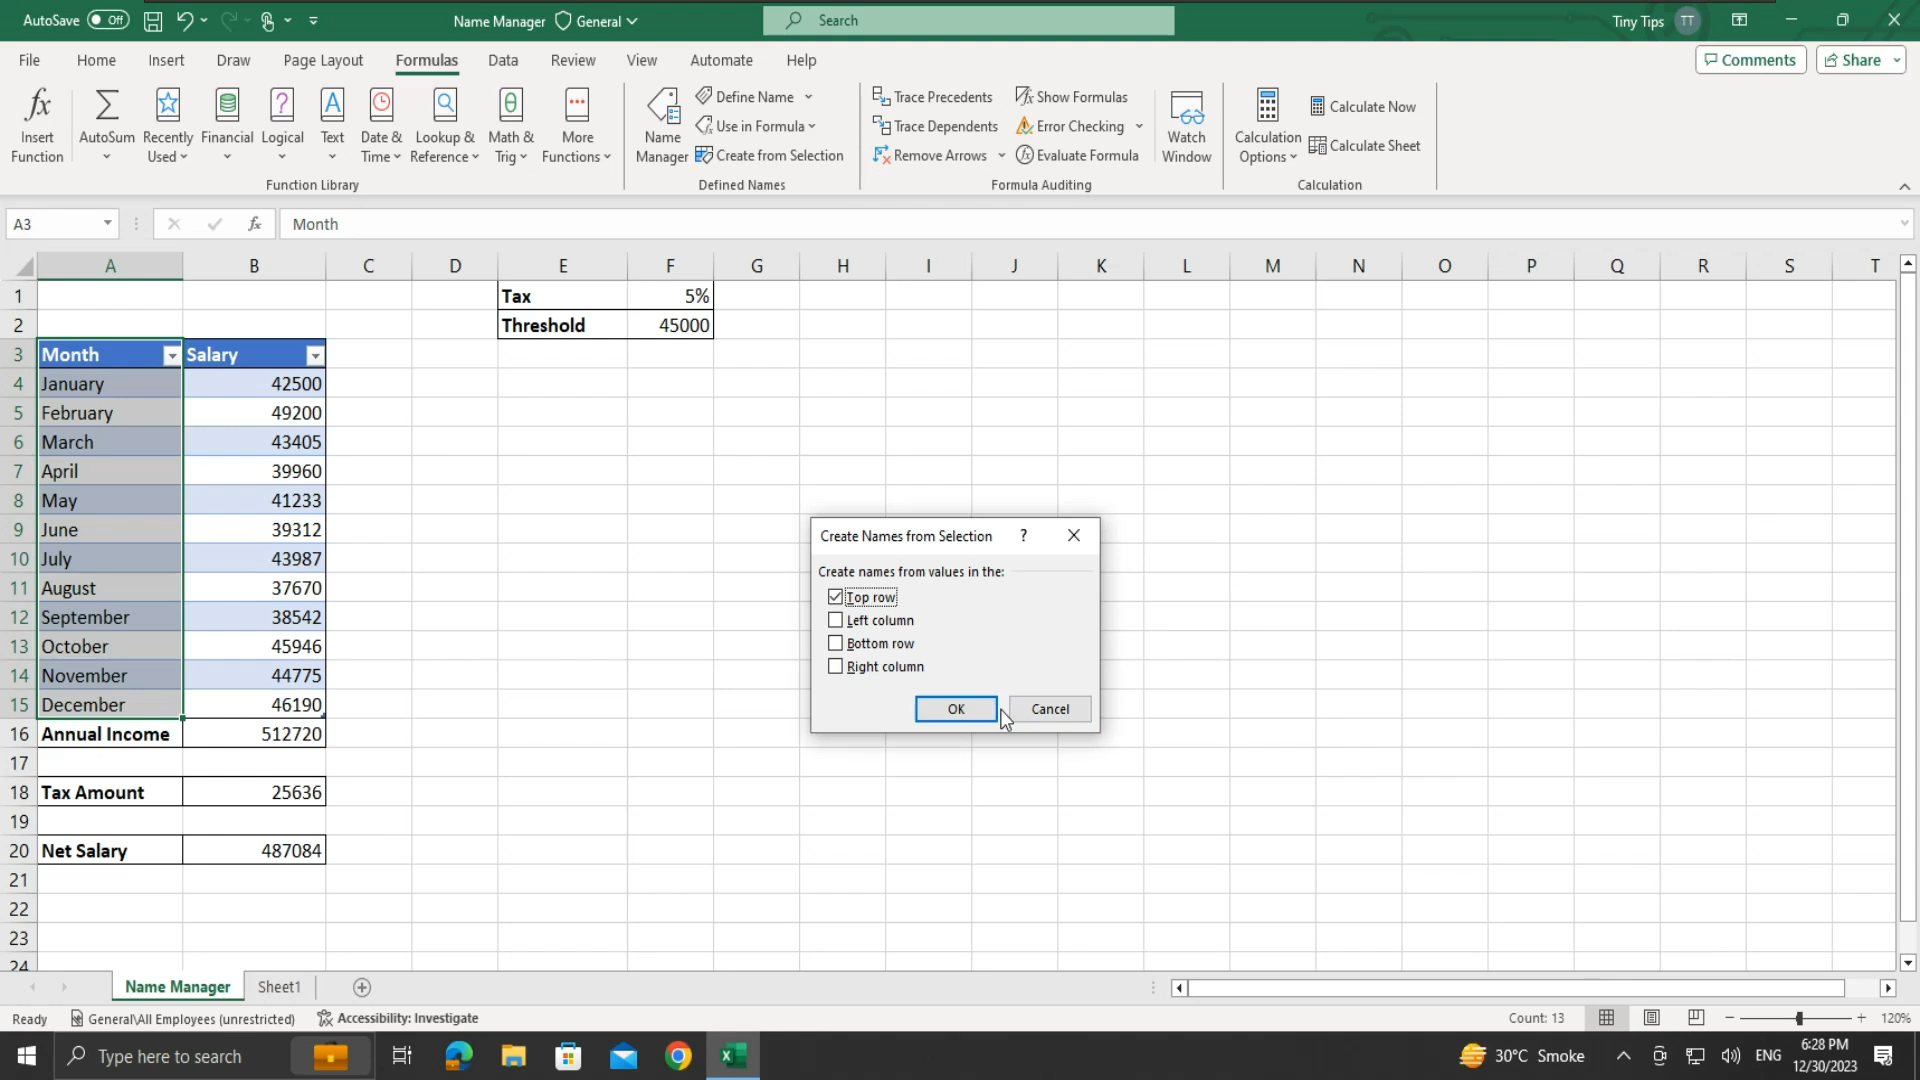 AutoSave Off Name Manager General Search Tiny Tips TT
File Home Insert Draw Page Layout Formulas Data Review View Automate Help Comments Share
Insert Function AutoSum Recently Used Financial Logical Text Date & Time Lookup & Reference Math & Trig More Functions
Function Library
Name Manager
Define Name
Use in Formula
Create from Selection
Defined Names
Trace Precedents Show Formulas
Trace Dependents Error Checking
Remove Arrows Evaluate Formula
Formula Auditing
Watch Window
Calculation Options
Calculate Now
Calculate Sheet
Calculation
A3 fx Month
A B C D E F G H I J K L M N O P Q R S T
1 Tax 5%
2 Threshold 45000
3 Month Salary
4 January 42500
5 February 49200
6 March 43405
7 April 39960
8 May 41233
9 June 39312
10 July 43987
11 August 37670
12 September 38542
13 October 45946
14 November 44775
15 December 46190
16 Annual Income 512720
17
18 Tax Amount 25636
19
20 Net Salary 487084
21
22
23
24
Create Names from Selection ?
Create names from values in the:
Top row
Left column
Bottom row
Right column
OK Cancel
Name Manager Sheet1
Ready General\All Employees (unrestricted) Accessibility: Investigate Count: 13 120%
Type here to search 30°C Smoke ENG 6:28 PM
12/30/2023